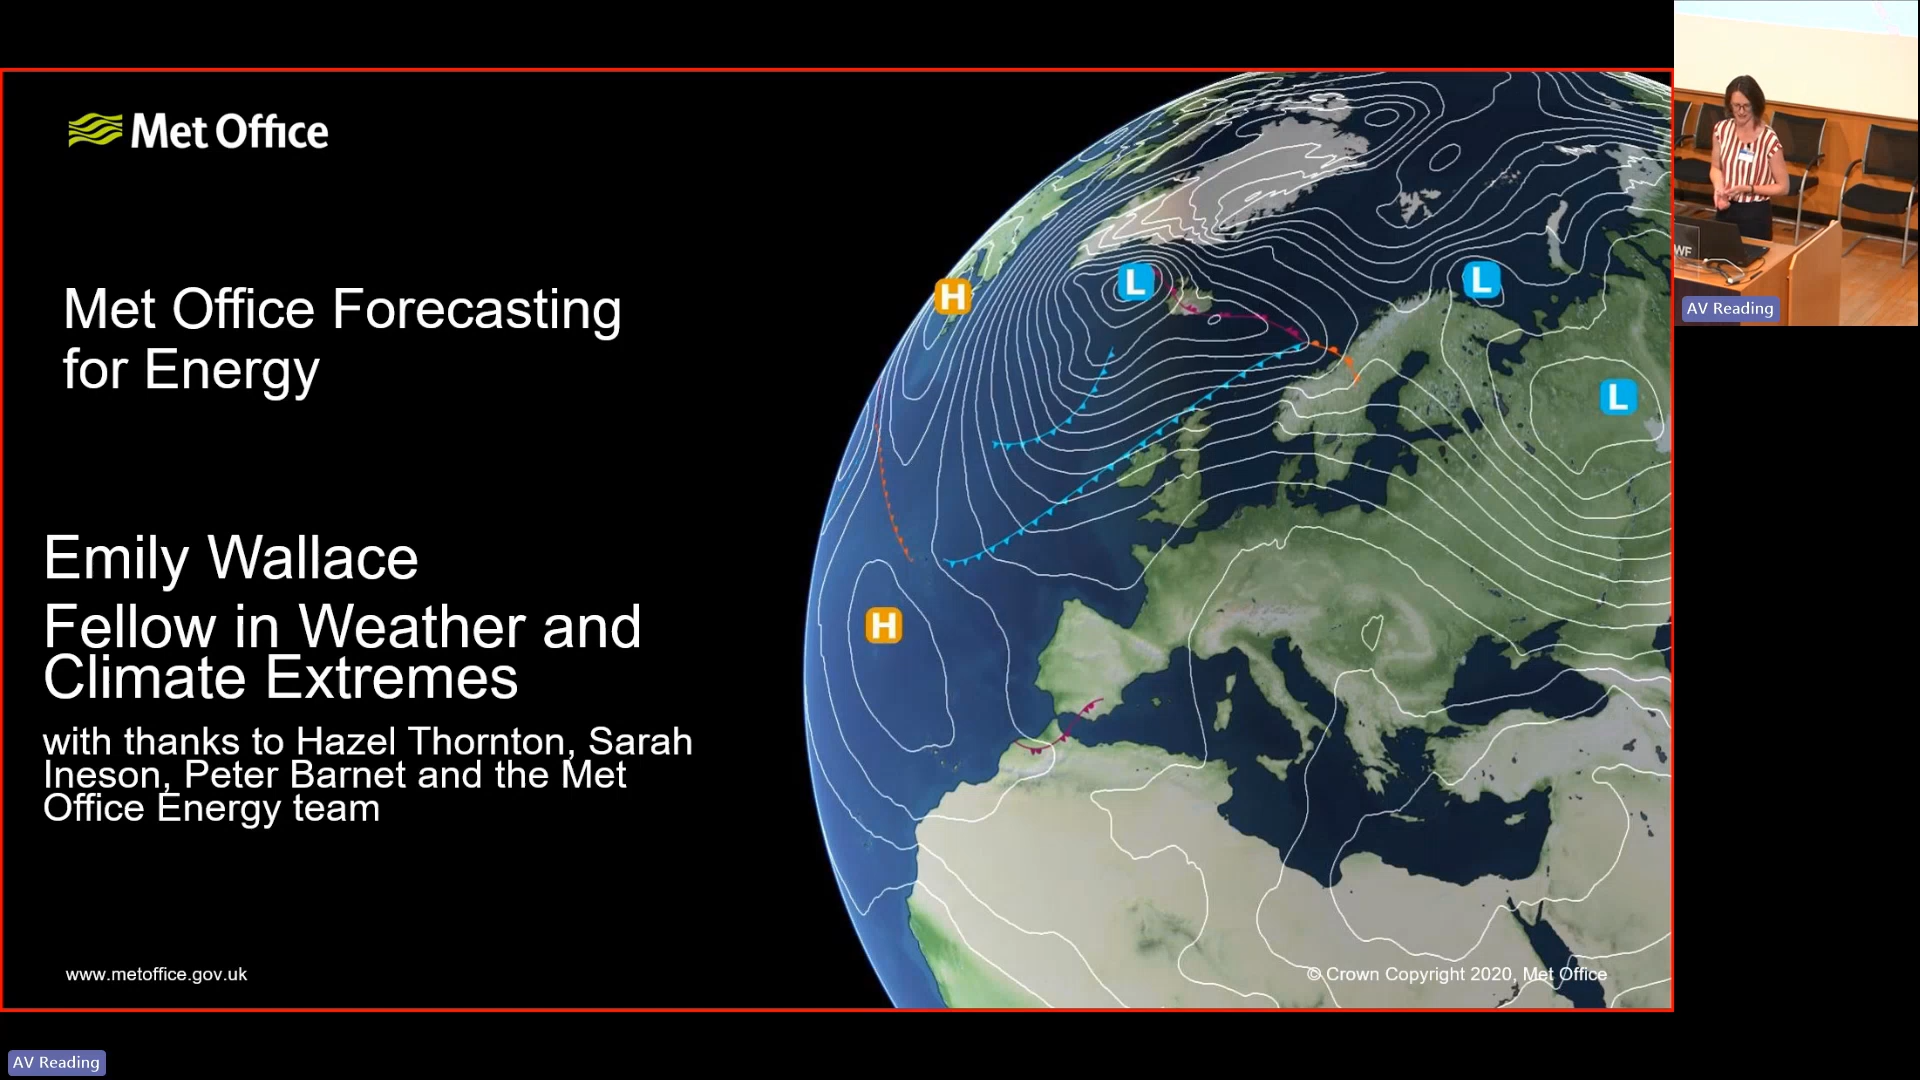 Met Office
Met Office Forecasting
for Energy
Emily Wallace
Fellow in Weather and
Climate Extremes
with thanks to Hazel Thornton, Sarah
Ineson, Peter Barnet and the Met
Office Energy team
www.metoffice.gov.uk
© Crown Copyright 2020, Met Office
H
L
L
L
H
WF
AV Reading
AV Reading